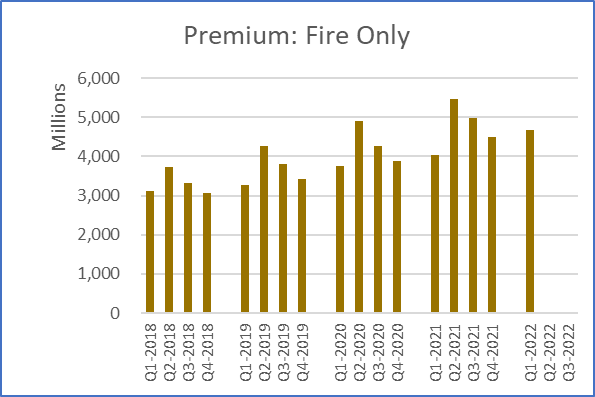 Premium: Fire Only
Millions
6,000
5,000
4,000
3,000
2,000
1,000
0
Q1-2018
Q2-2018
Q3-2018
Q4-2018
Q1-2019
Q2-2019
Q3-2019
Q4-2019
Q1-2020
Q2-2020
Q3-2020
Q4-2020
Q1-2021
Q2-2021
Q3-2021
Q4-2021
Q1-2022
Q2-2022
Q3-2022